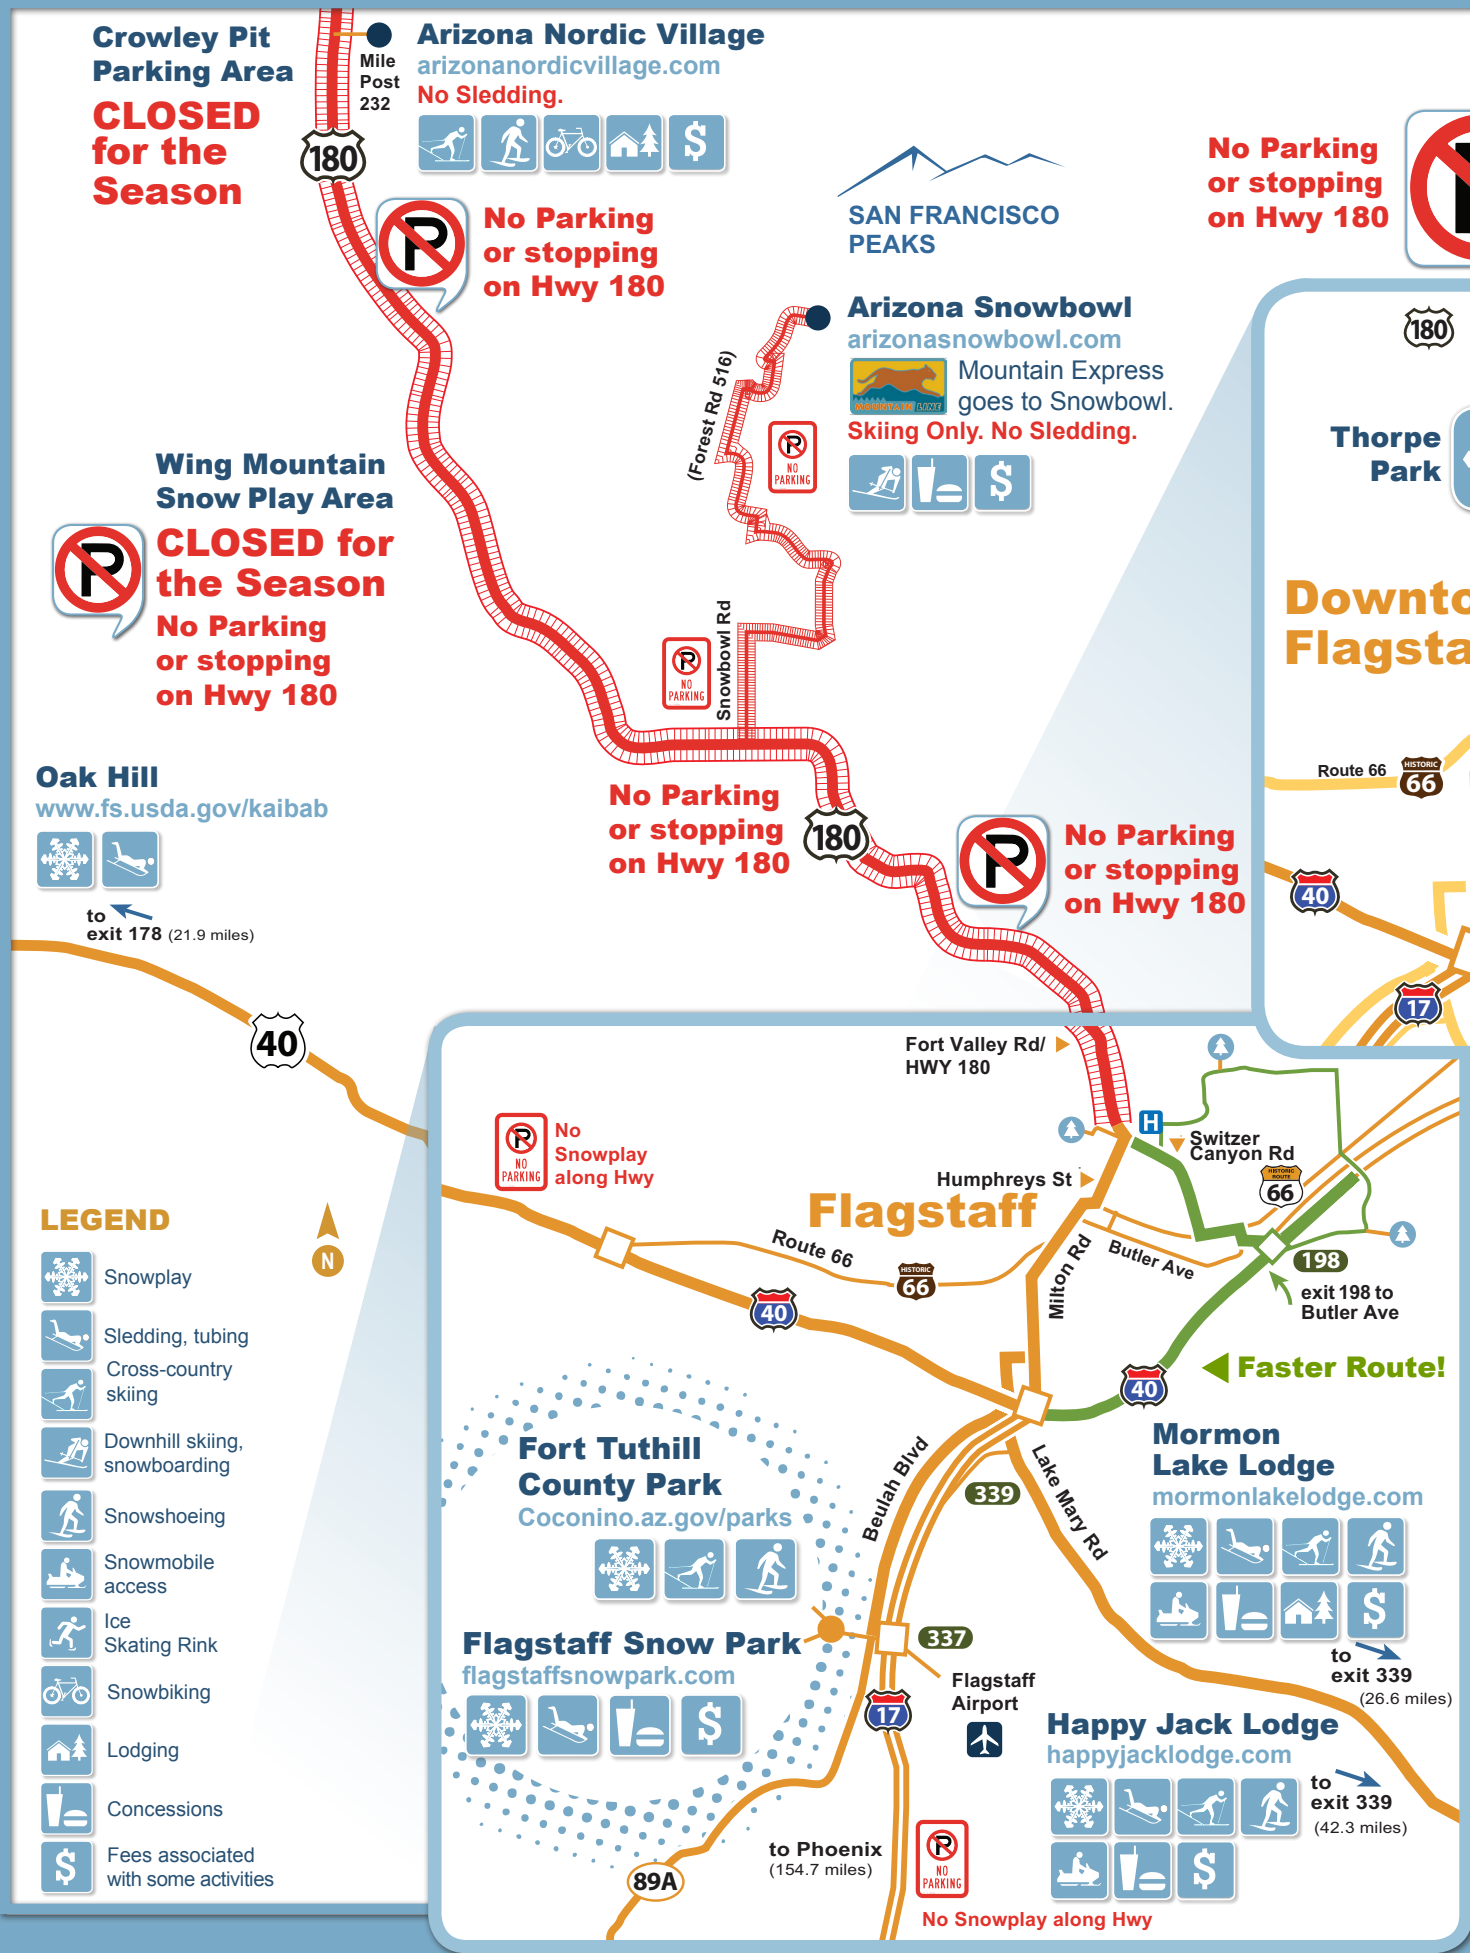 Crowley Pit
Parking Area
CLOSED
for the
Season
Mile
Post
232
Arizona Nordic Village
arizonanordicvillage.com
No Sledding.
$
180
P
No Parking
or stopping
on Hwy 180
SAN FRANCISCO
PEAKS
No Parking
or stopping
on Hwy 180
Arizona Snowbowl
arizonasnowbowl.com
MOUNTAIN LINE
Mountain Express
goes to Snowbowl.
Skiing Only. No Sledding.
$
(Forest Rd 516)
P
NO
PARKING
180
Thorpe
Park
Wing Mountain
Snow Play Area
P
CLOSED for
the Season
No Parking
or stopping
on Hwy 180
Snowbowl Rd
P
NO
PARKING
Downto
Flagsta
Oak Hill
www.fs.usda.gov/kaibab
to
exit 178 (21.9 miles)
No Parking
or stopping
on Hwy 180
180
P
No Parking
or stopping
on Hwy 180
Route 66
HISTORIC
66
40
17
40
Fort Valley Rd/
HWY 180
P
NO
PARKING
No
Snowplay
along Hwy
H
Switzer
Canyon Rd
Humphreys St
HISTORIC
ROUTE
66
Flagstaff
Route 66
HISTORIC
66
Milton Rd
Butler Ave
198
exit 198 to
Butler Ave
40
Faster Route!
40
LEGEND
N
Snowplay
Sledding, tubing
Cross-country
skiing
Downhill skiing,
snowboarding
Snowshoeing
Snowmobile
access
Ice
Skating Rink
Snowbiking
Lodging
Concessions
$
Fees associated
with some activities
Fort Tuthill
County Park
Coconino.az.gov/parks
Beulah Blvd
339
Lake Mary Rd
Mormon
Lake Lodge
mormonlakelodge.com
$
to
exit 339
(26.6 miles)
Flagstaff Snow Park
flagstaffsnowpark.com
$
337
Flagstaff
Airport
17
Happy Jack Lodge
happyjacklodge.com
$
to
exit 339
(42.3 miles)
to Phoenix
(154.7 miles)
P
NO
PARKING
89A
No Snowplay along Hwy